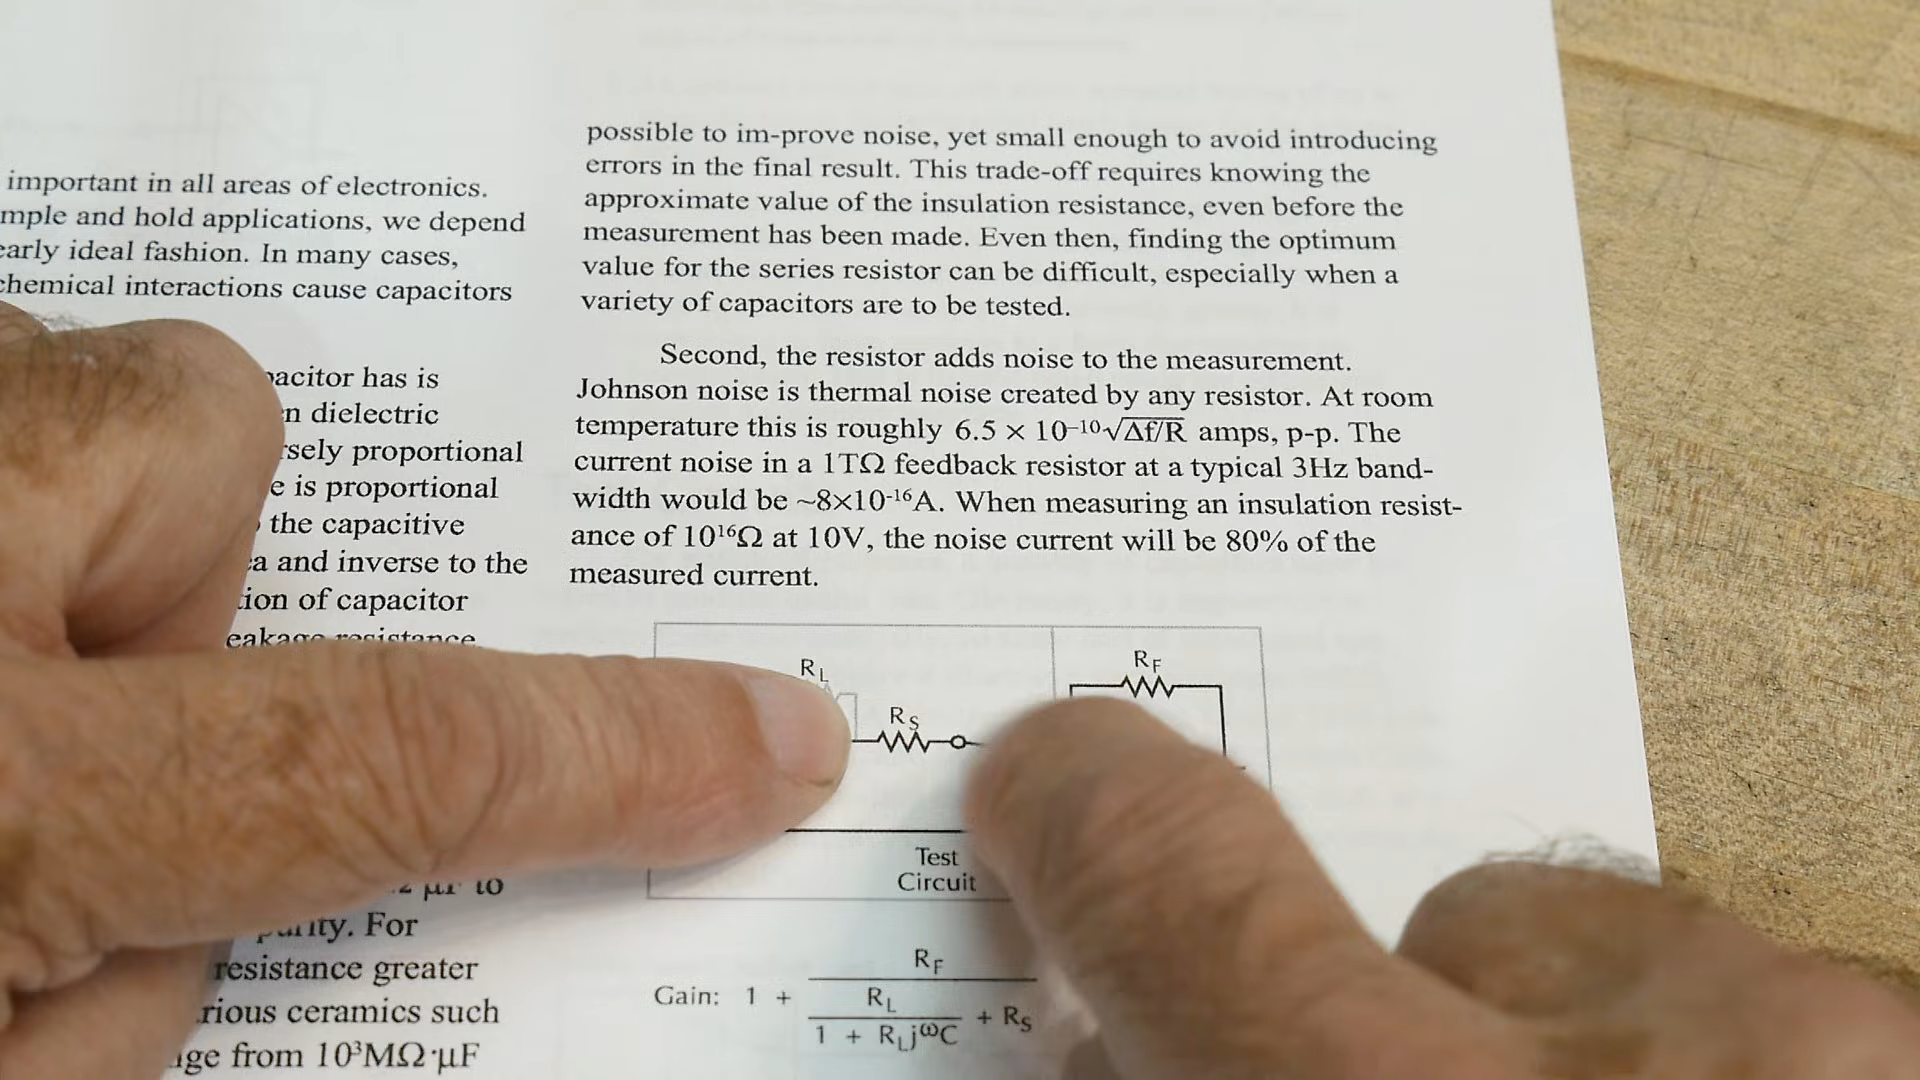 important in all areas of electronics.
mple and hold applications, we depend
early ideal fashion. In many cases,
chemical interactions cause capacitors
pacitor has is
n dielectric
rsely proportional
e is proportional
the capacitive
a and inverse to the
ion of capacitor
eakage resistance
µF to
purity. For
resistance greater
rious ceramics such
nge from 10³MΩ·µF
possible to im-prove noise, yet small enough to avoid introducing
errors in the final result. This trade-off requires knowing the
approximate value of the insulation resistance, even before the
measurement has been made. Even then, finding the optimum
value for the series resistor can be difficult, especially when a
variety of capacitors are to be tested.
Second, the resistor adds noise to the measurement.
Johnson noise is thermal noise created by any resistor. At room
temperature this is roughly 6.5 × 10⁻¹⁰√Δf/R amps, p-p. The
current noise in a 1TΩ feedback resistor at a typical 3Hz band-
width would be ~8×10⁻¹⁶A. When measuring an insulation resist-
ance of 10¹⁶Ω at 10V, the noise current will be 80% of the
measured current.
RL
RS
RF
Test
Circuit
RF
Gain: 1 +
RL
+ RS
1 + RLjωC